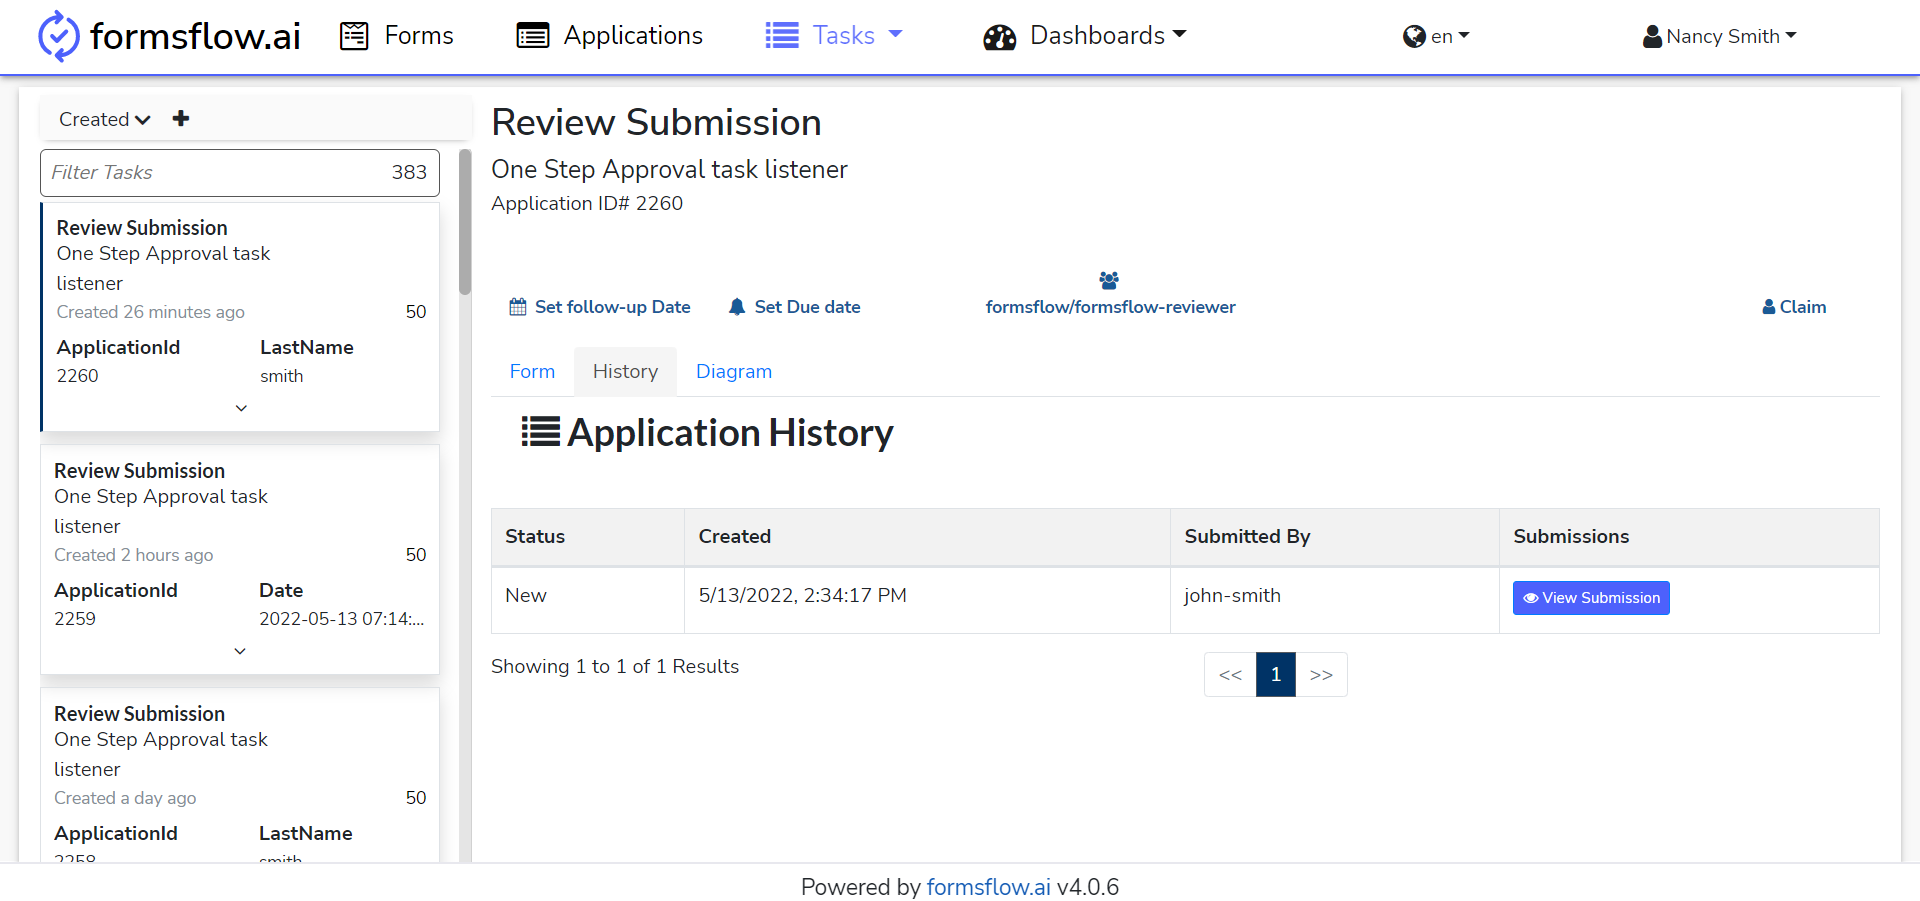 formsflow.ai
Forms
Applications
Tasks
Dashboards
en
Nancy Smith
Created
Filter Tasks 383
Review Submission
One Step Approval task
listener
Created 26 minutes ago 50
ApplicationId LastName
2260 smith
Review Submission
One Step Approval task
listener
Created 2 hours ago 50
ApplicationId Date
2259 2022-05-13 07:14:...
Review Submission
One Step Approval task
listener
Created a day ago 50
ApplicationId LastName
2258 smith
Review Submission
One Step Approval task listener
Application ID# 2260
Set follow-up Date
Set Due date
formsflow/formsflow-reviewer
Claim
Form History Diagram
Application History
Status Created Submitted By Submissions
New 5/13/2022, 2:34:17 PM john-smith View Submission
Showing 1 to 1 of 1 Results
<< 1 >>
Powered by formsflow.ai v4.0.6